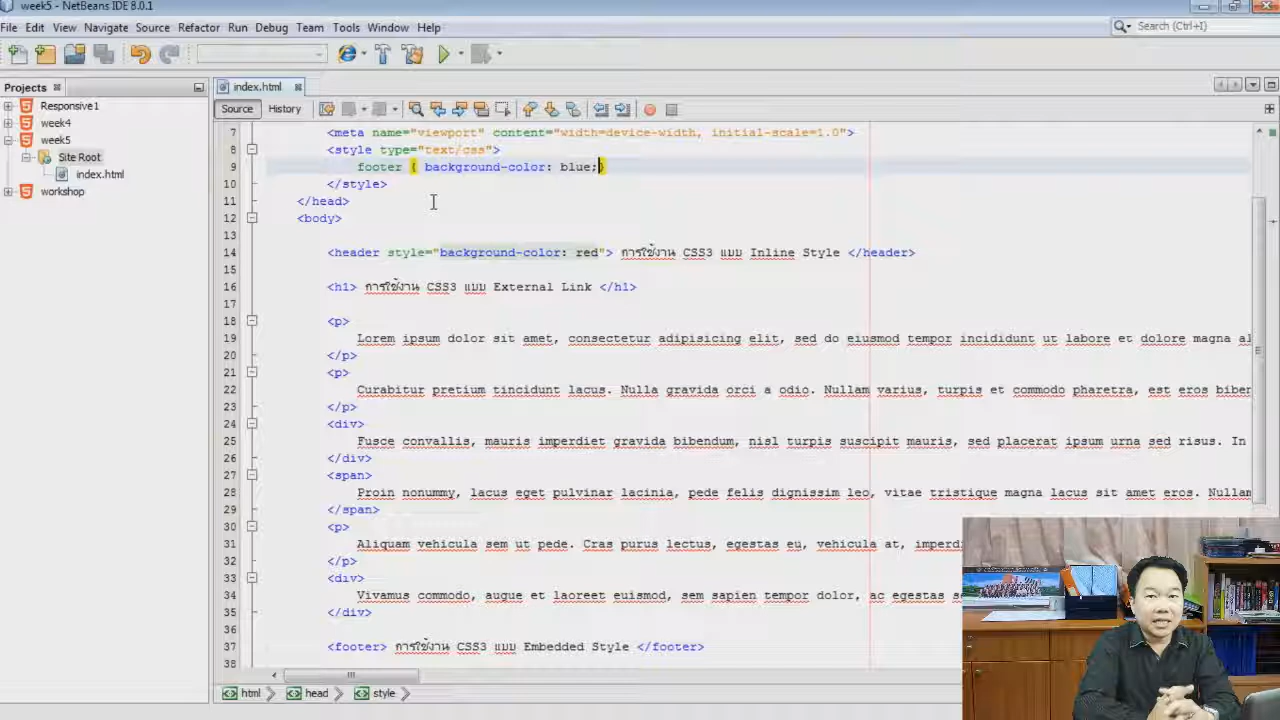 week5 - NetBeans IDE 8.0.1
File Edit View Navigate Source Refactor Run Debug Team Tools Window Help
Search (Ctrl+I)
Projects
index.html
Responsive1
week4
week5
Site Root
index.html
workshop
Source History
7 <meta name="viewport" content="width=device-width, initial-scale=1.0">
8 <style type="text/css">
9 footer { background-color: blue;}
10 </style>
11 </head>
12 <body>
13
14 <header style="background-color: red"> การใช้งาน CSS3 แบบ Inline Style </header>
15
16 <h1> การใช้งาน CSS3 แบบ External Link </h1>
17
18 <p>
19 Lorem ipsum dolor sit amet, consectetur adipisicing elit, sed do eiusmod tempor incididunt ut labore et dolore magna al
20 </p>
21 <p>
22 Curabitur pretium tincidunt lacus. Nulla gravida orci a odio. Nullam varius, turpis et commodo pharetra, est eros biben
23 </p>
24 <div>
25 Fusce convallis, mauris imperdiet gravida bibendum, nisl turpis suscipit mauris, sed placerat ipsum urna sed risus. In
26 </div>
27 <span>
28 Proin nonummy, lacus eget pulvinar lacinia, pede felis dignissim leo, vitae tristique magna lacus sit amet eros. Nullam
29 </span>
30 <p>
31 Aliquam vehicula sem ut pede. Cras purus lectus, egestas eu, vehicula at, imperdi
32 </p>
33 <div>
34 Vivamus commodo, augue et laoreet euismod, sem sapien tempor dolor, ac egestas s
35 </div>
36
37 <footer> การใช้งาน CSS3 แบบ Embedded Style </footer>
38
html head style